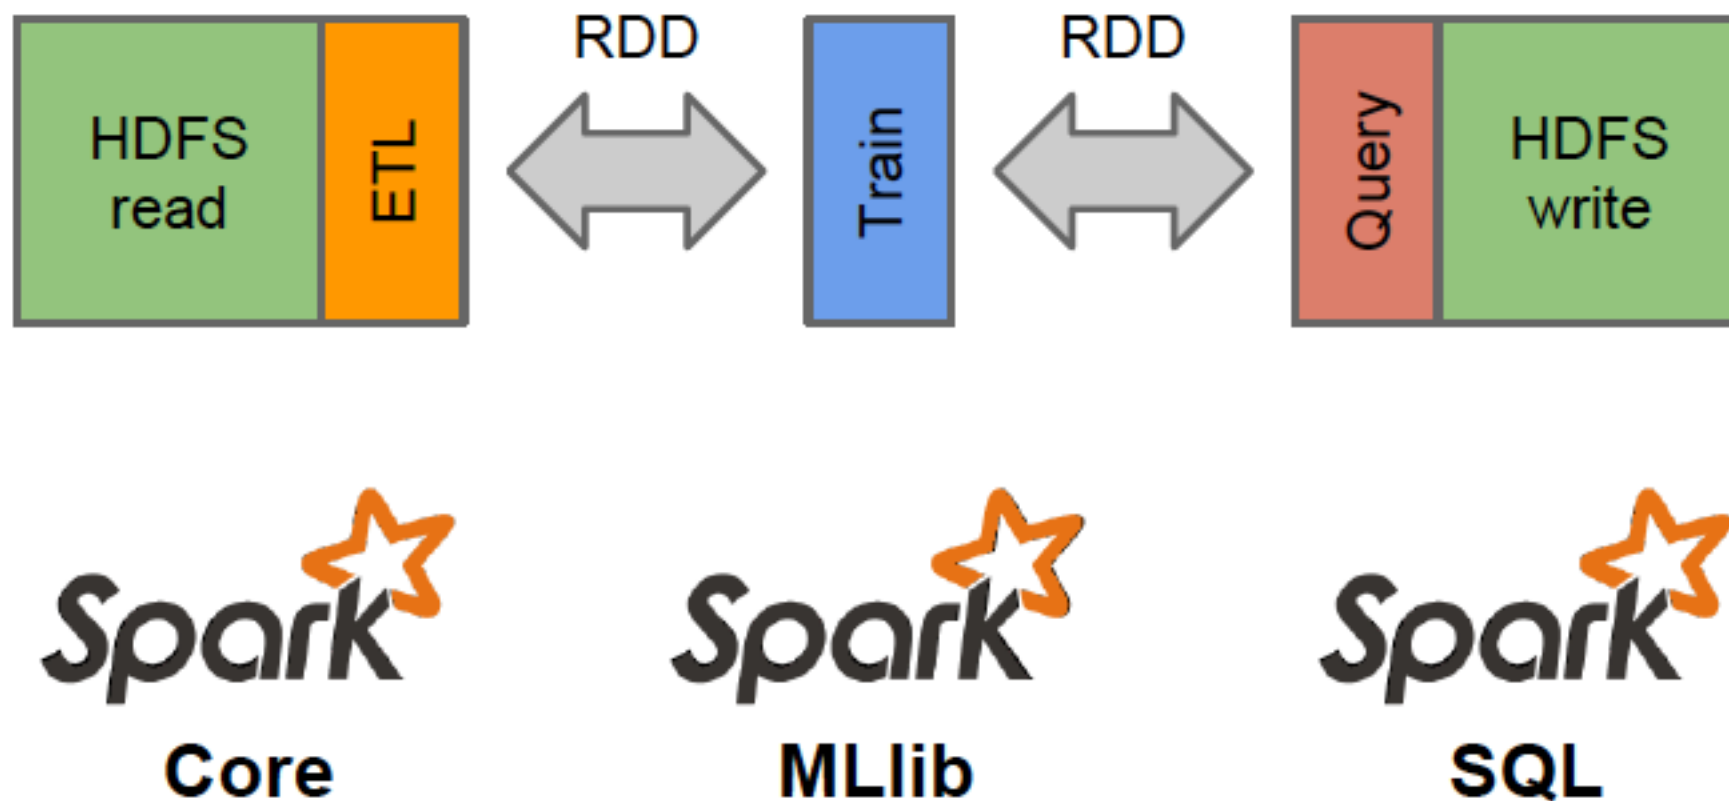 HDFS
read
ETL
RDD
Train
RDD
Query
HDFS
write
Spark
Core
Spark
MLlib
Spark
SQL